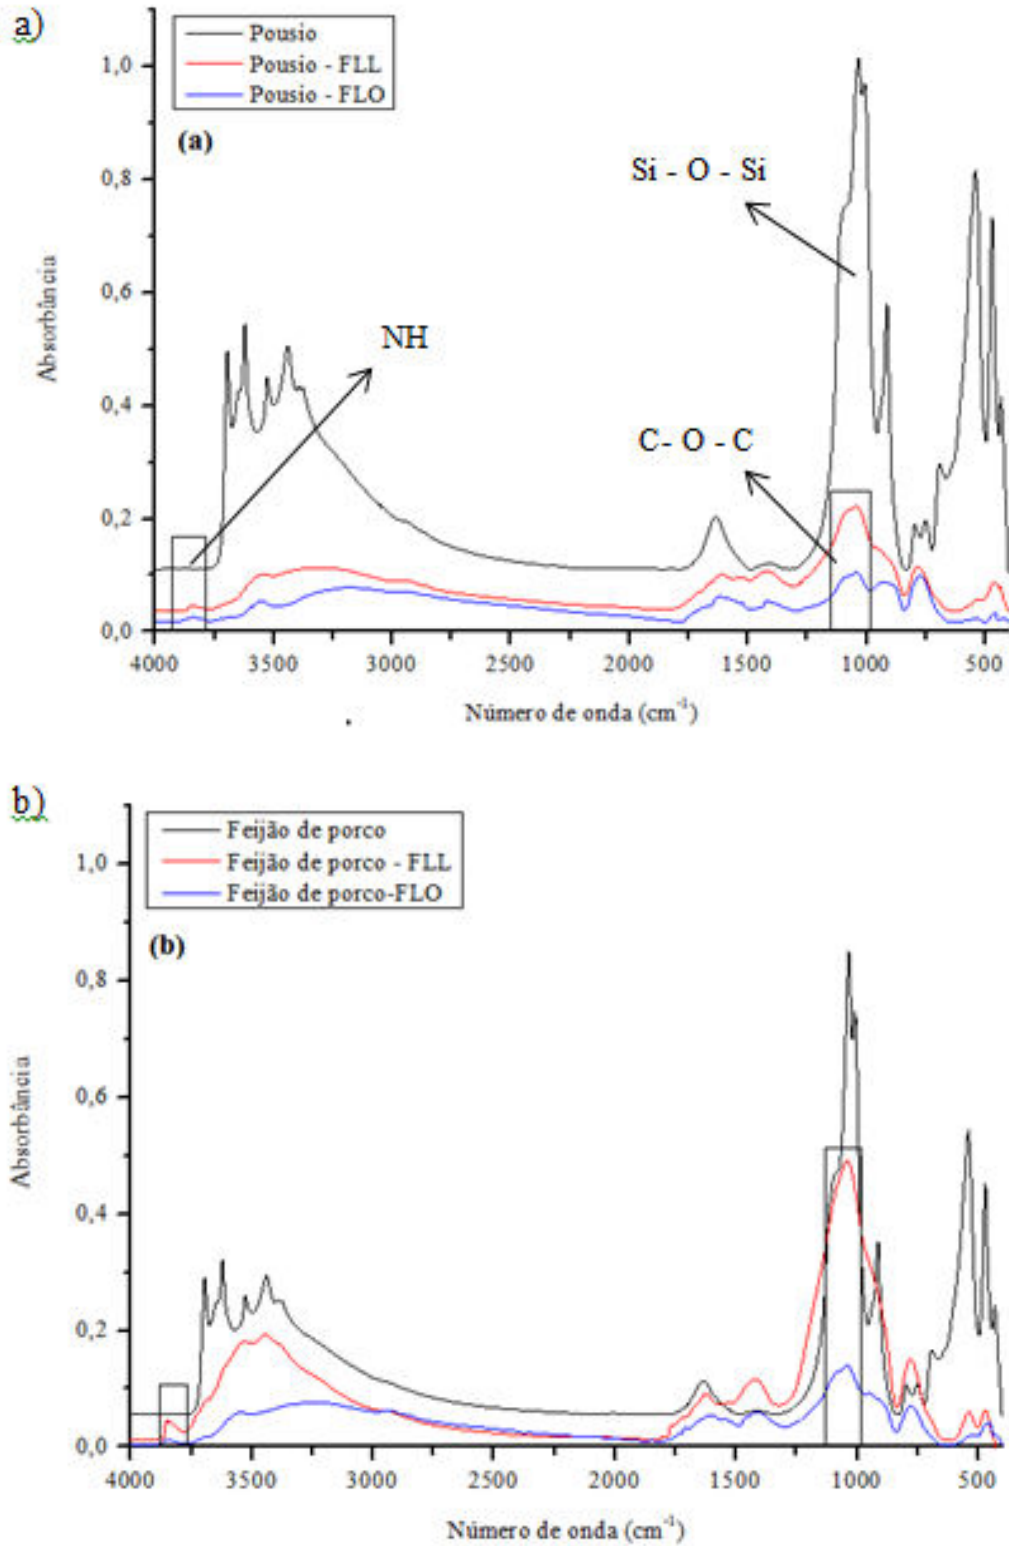 a)
Pousio
Pousio - FLL
Pousio - FLO
(a)
Si - O - Si
NH
C- O - C
Absorbância
1,0
0,8
0,6
0,4
0,2
0,0
4000 3500 3000 2500 2000 1500 1000 500
Número de onda (cm⁻¹)
b)
Feijão de porco
Feijão de porco - FLL
Feijão de porco-FLO
(b)
Absorbância
1,0
0,8
0,6
0,4
0,2
0,0
4000 3500 3000 2500 2000 1500 1000 500
Número de onda (cm⁻¹)